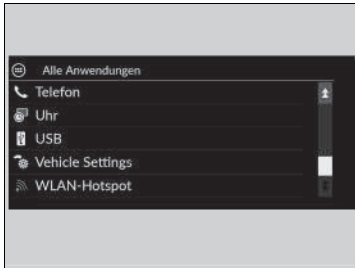 Alle Anwendungen
Telefon
Uhr
USB
Vehicle Settings
WLAN-Hotspot